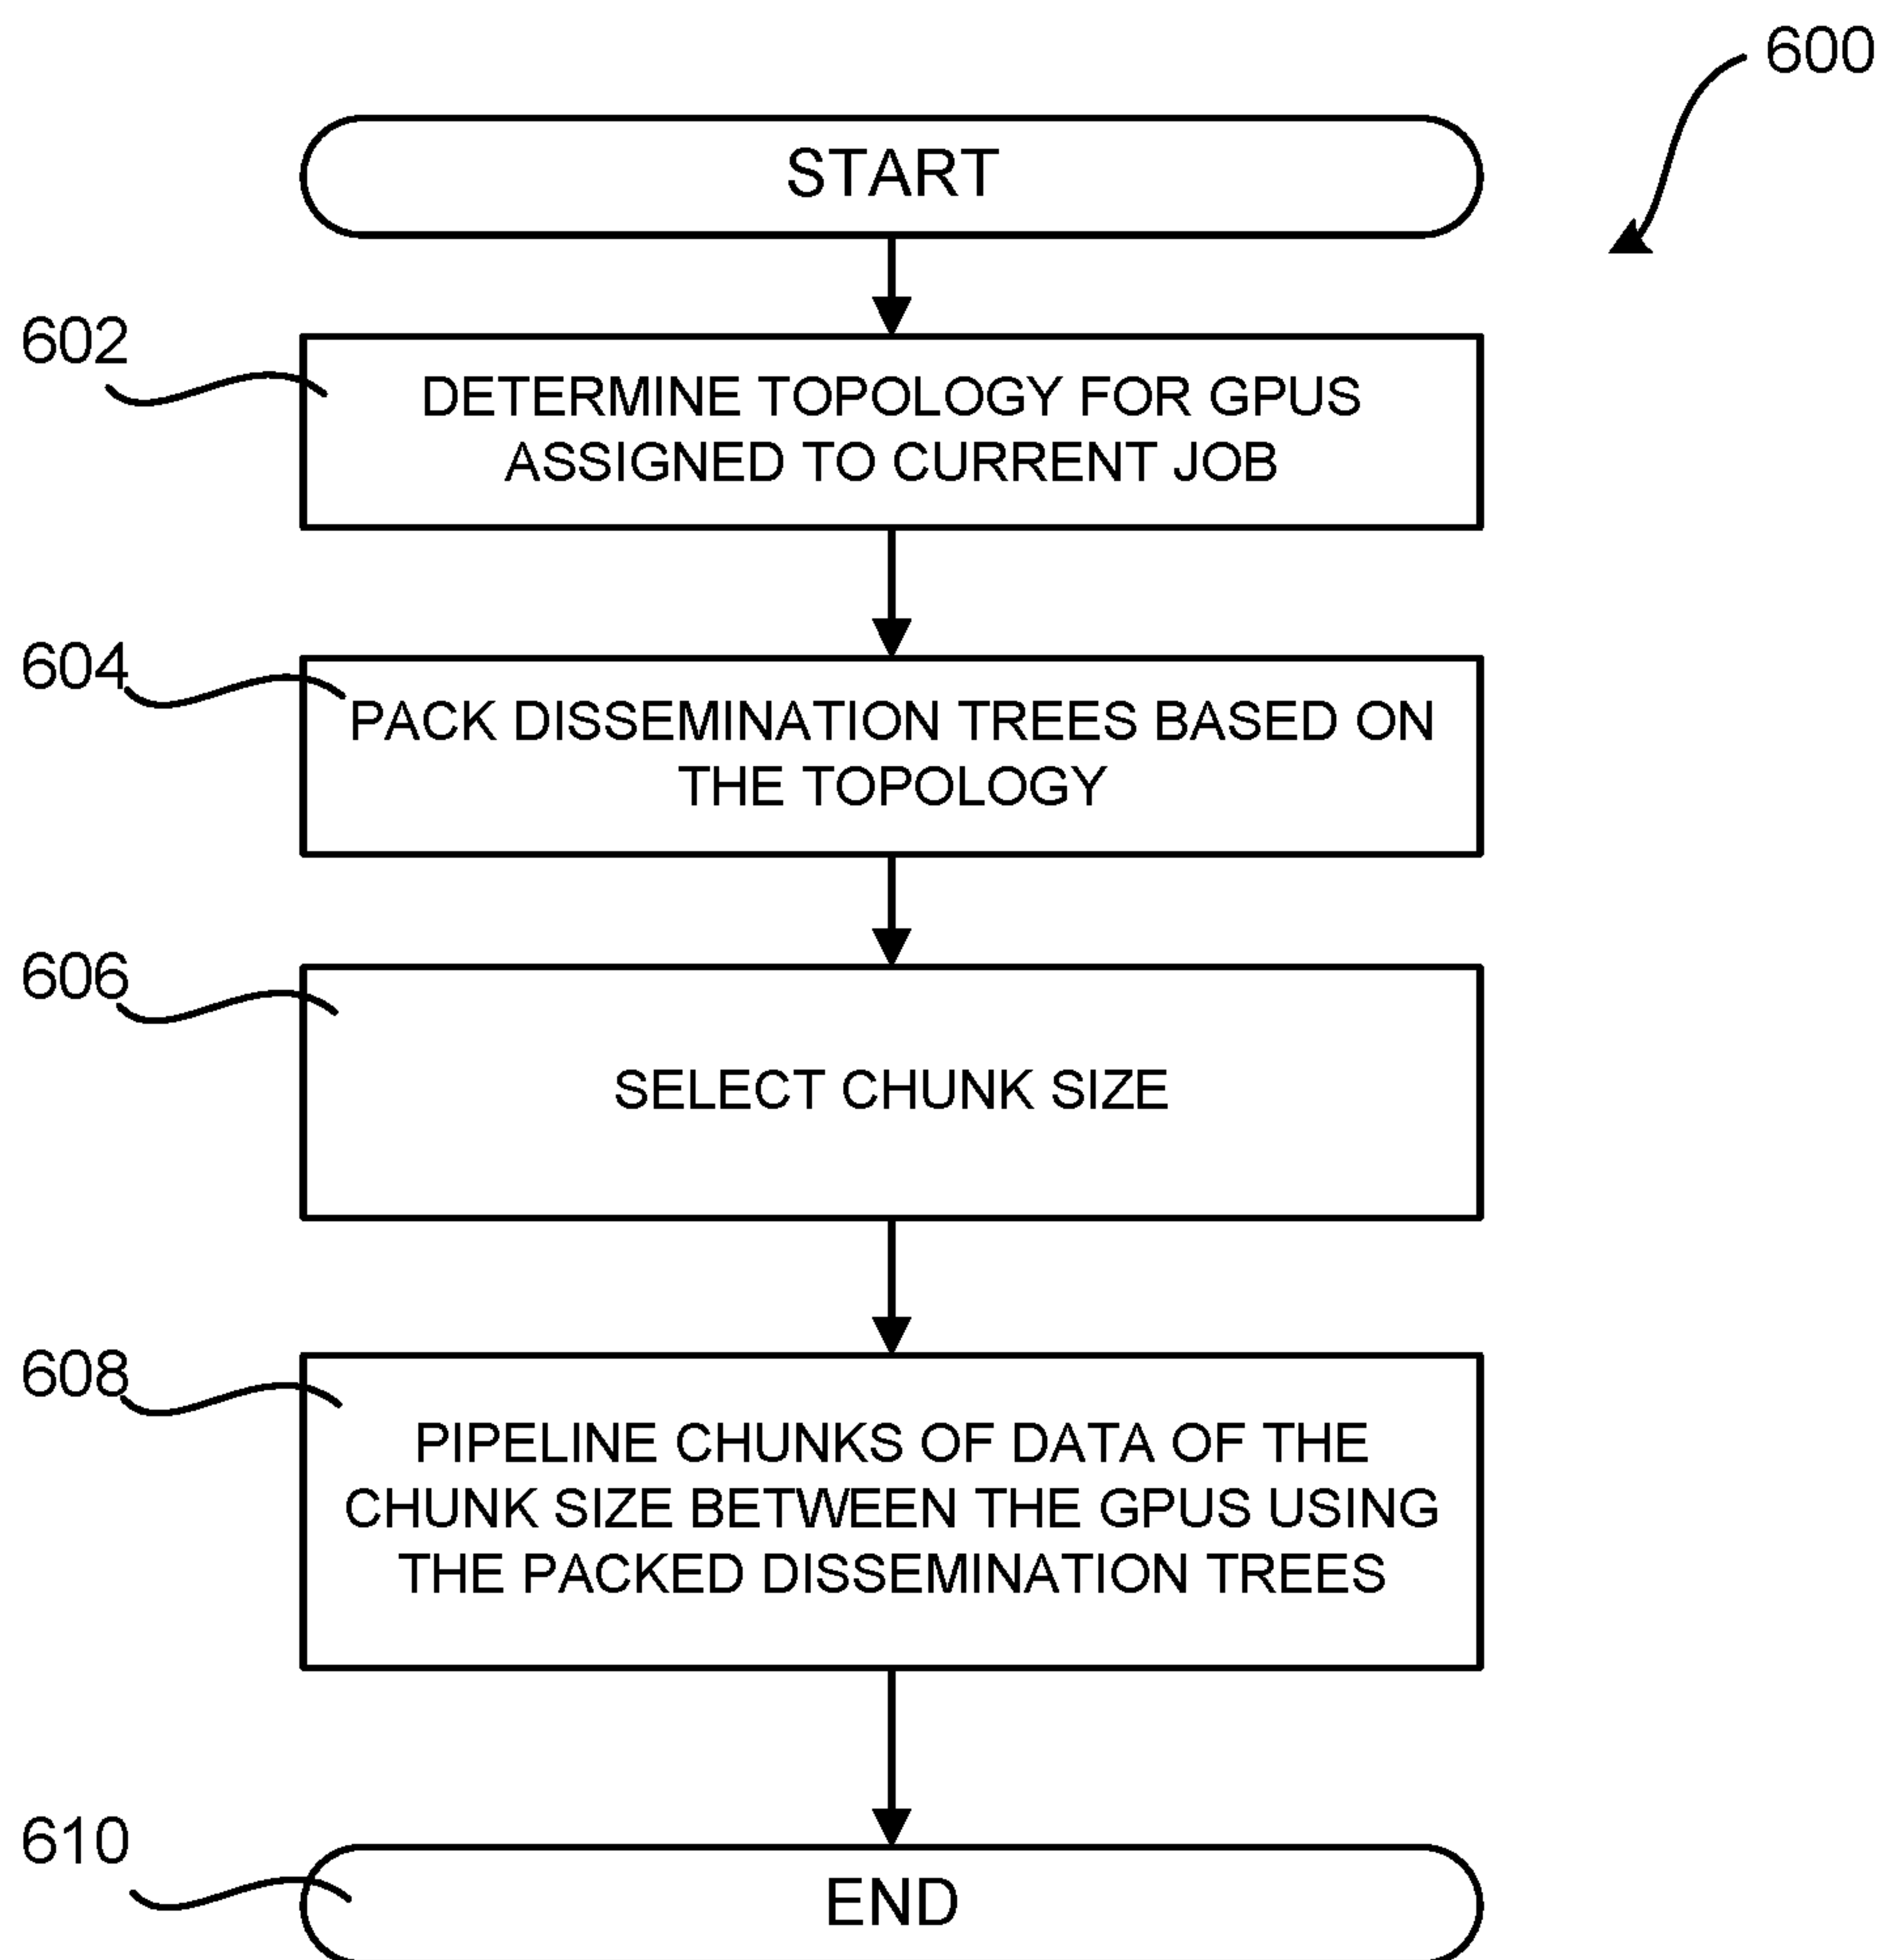 600
START
602
DETERMINE TOPOLOGY FOR GPUS
ASSIGNED TO CURRENT JOB
604
PACK DISSEMINATION TREES BASED ON
THE TOPOLOGY
606
SELECT CHUNK SIZE
608
PIPELINE CHUNKS OF DATA OF THE
CHUNK SIZE BETWEEN THE GPUS USING
THE PACKED DISSEMINATION TREES
610
END